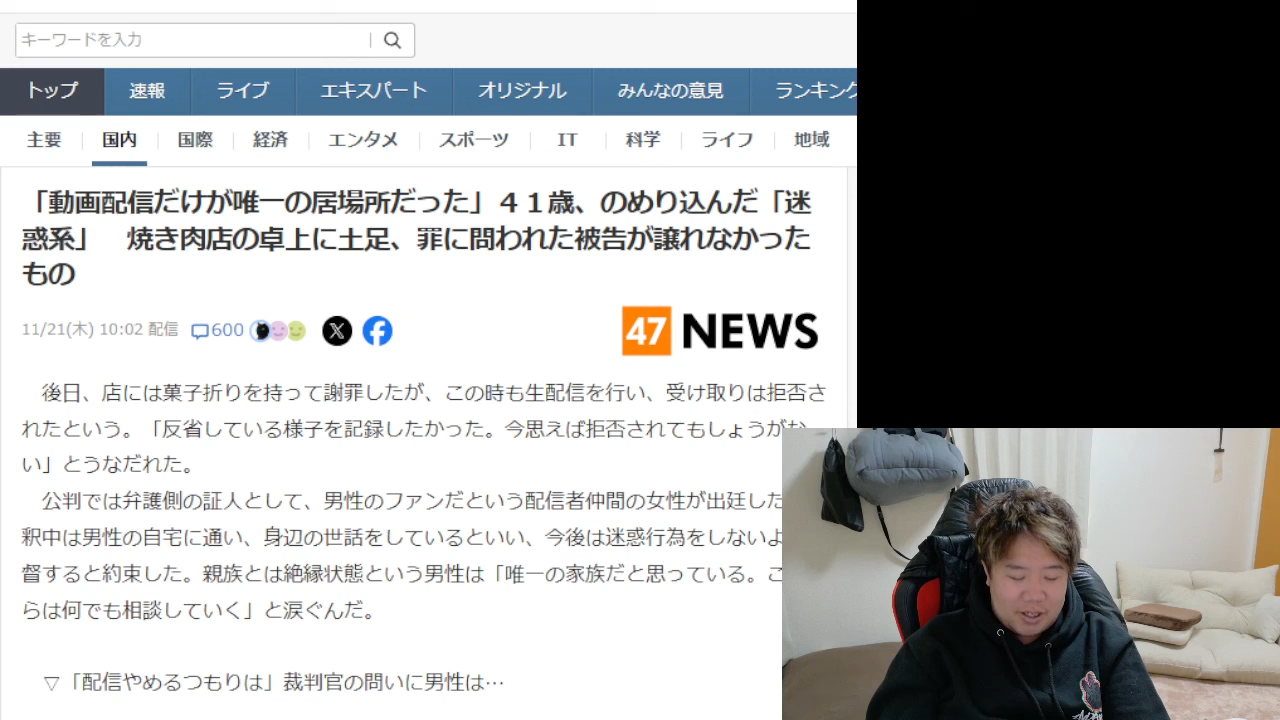 キーワードを入力
トップ 速報 ライブ エキスパート オリジナル みんなの意見 ランキング
主要 国内 国際 経済 エンタメ スポーツ IT 科学 ライフ 地域
「動画配信だけが唯一の居場所だった」４１歳、のめり込んだ「迷
惑系」　焼き肉店の卓上に土足、罪に問われた被告が譲れなかった
もの
11/21(木) 10:02 配信 600
47 NEWS
後日、店には菓子折りを持って謝罪したが、この時も生配信を行い、受け取りは拒否さ
れたという。「反省している様子を記録したかった。今思えば拒否されてもしょうがな
い」とうなだれた。
公判では弁護側の証人として、男性のファンだという配信者仲間の女性が出廷した
釈中は男性の自宅に通い、身辺の世話をしているといい、今後は迷惑行為をしないよ
督すると約束した。親族とは絶縁状態という男性は「唯一の家族だと思っている。こ
らは何でも相談していく」と涙ぐんだ。
▽「配信やめるつもりは」裁判官の問いに男性は…